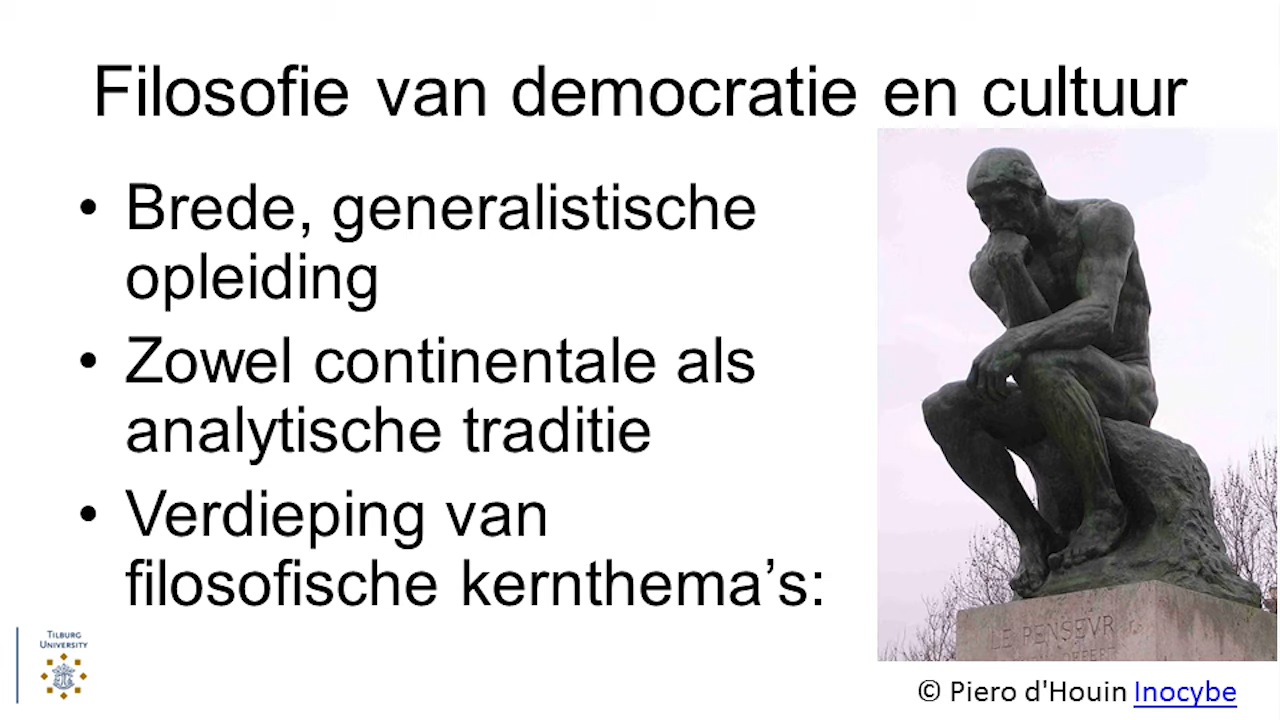 Filosofie van democratie en cultuur
• Brede, generalistische
opleiding
• Zowel continentale als
analytische traditie
• Verdieping van
filosofische kernthema’s:
TILBURG
UNIVERSITY
LE PENSEVR
© Piero d'Houin Inocybe